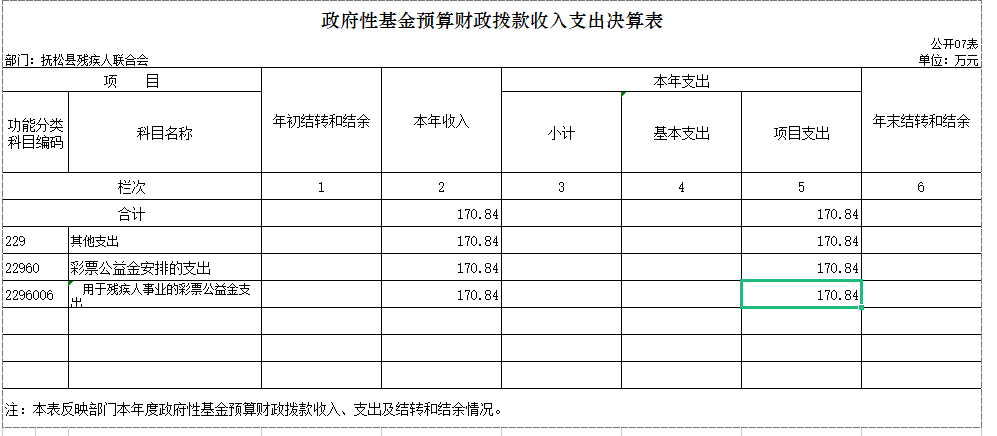 政府性基金预算财政拨款收入支出决算表
公开07表
部门：抚松县残疾人联合会 单位：万元
项 目 年初结转和结余 本年收入 本年支出 年末结转和结余
功能分类科目编码 科目名称 小计 基本支出 项目支出
栏次 1 2 3 4 5 6
合计 170.84 170.84
229 其他支出 170.84 170.84
22960 彩票公益金安排的支出 170.84 170.84
2296006 用于残疾人事业的彩票公益金支出 170.84 170.84
注：本表反映部门本年度政府性基金预算财政拨款收入、支出及结转和结余情况。